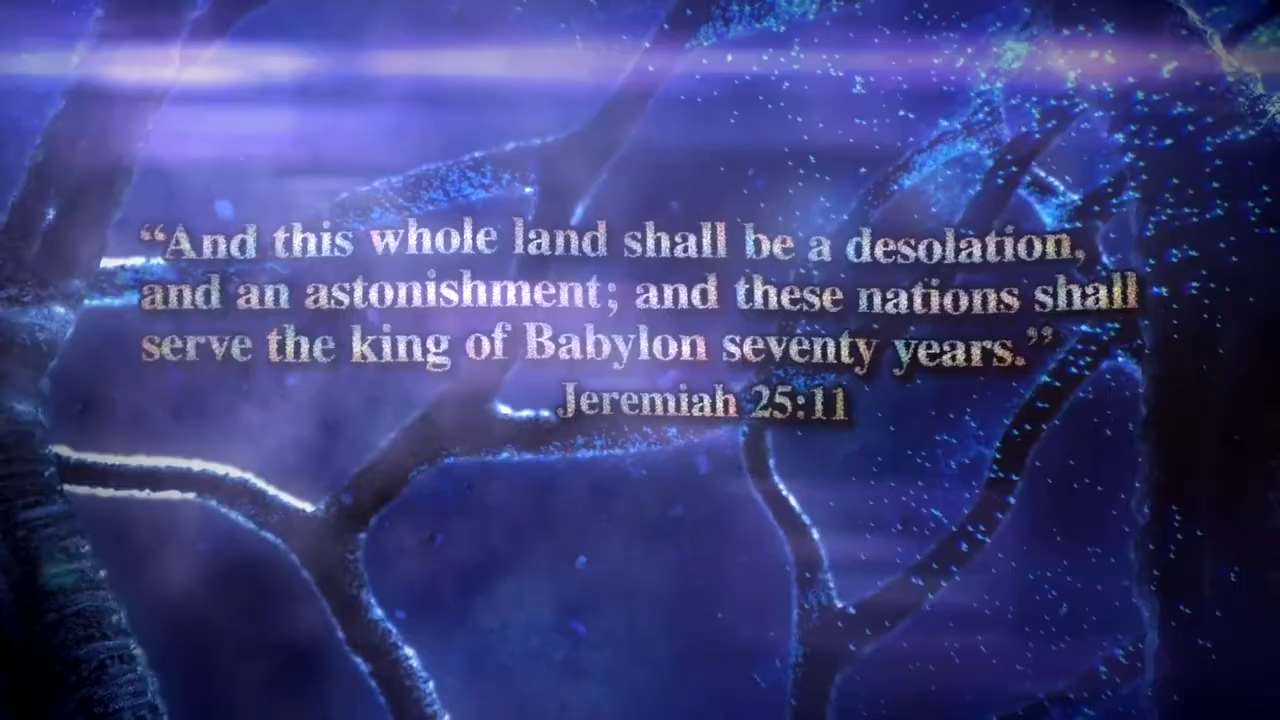 “And this whole land shall be a desolation,
and an astonishment; and these nations shall
serve the king of Babylon seventy years.”
Jeremiah 25:11